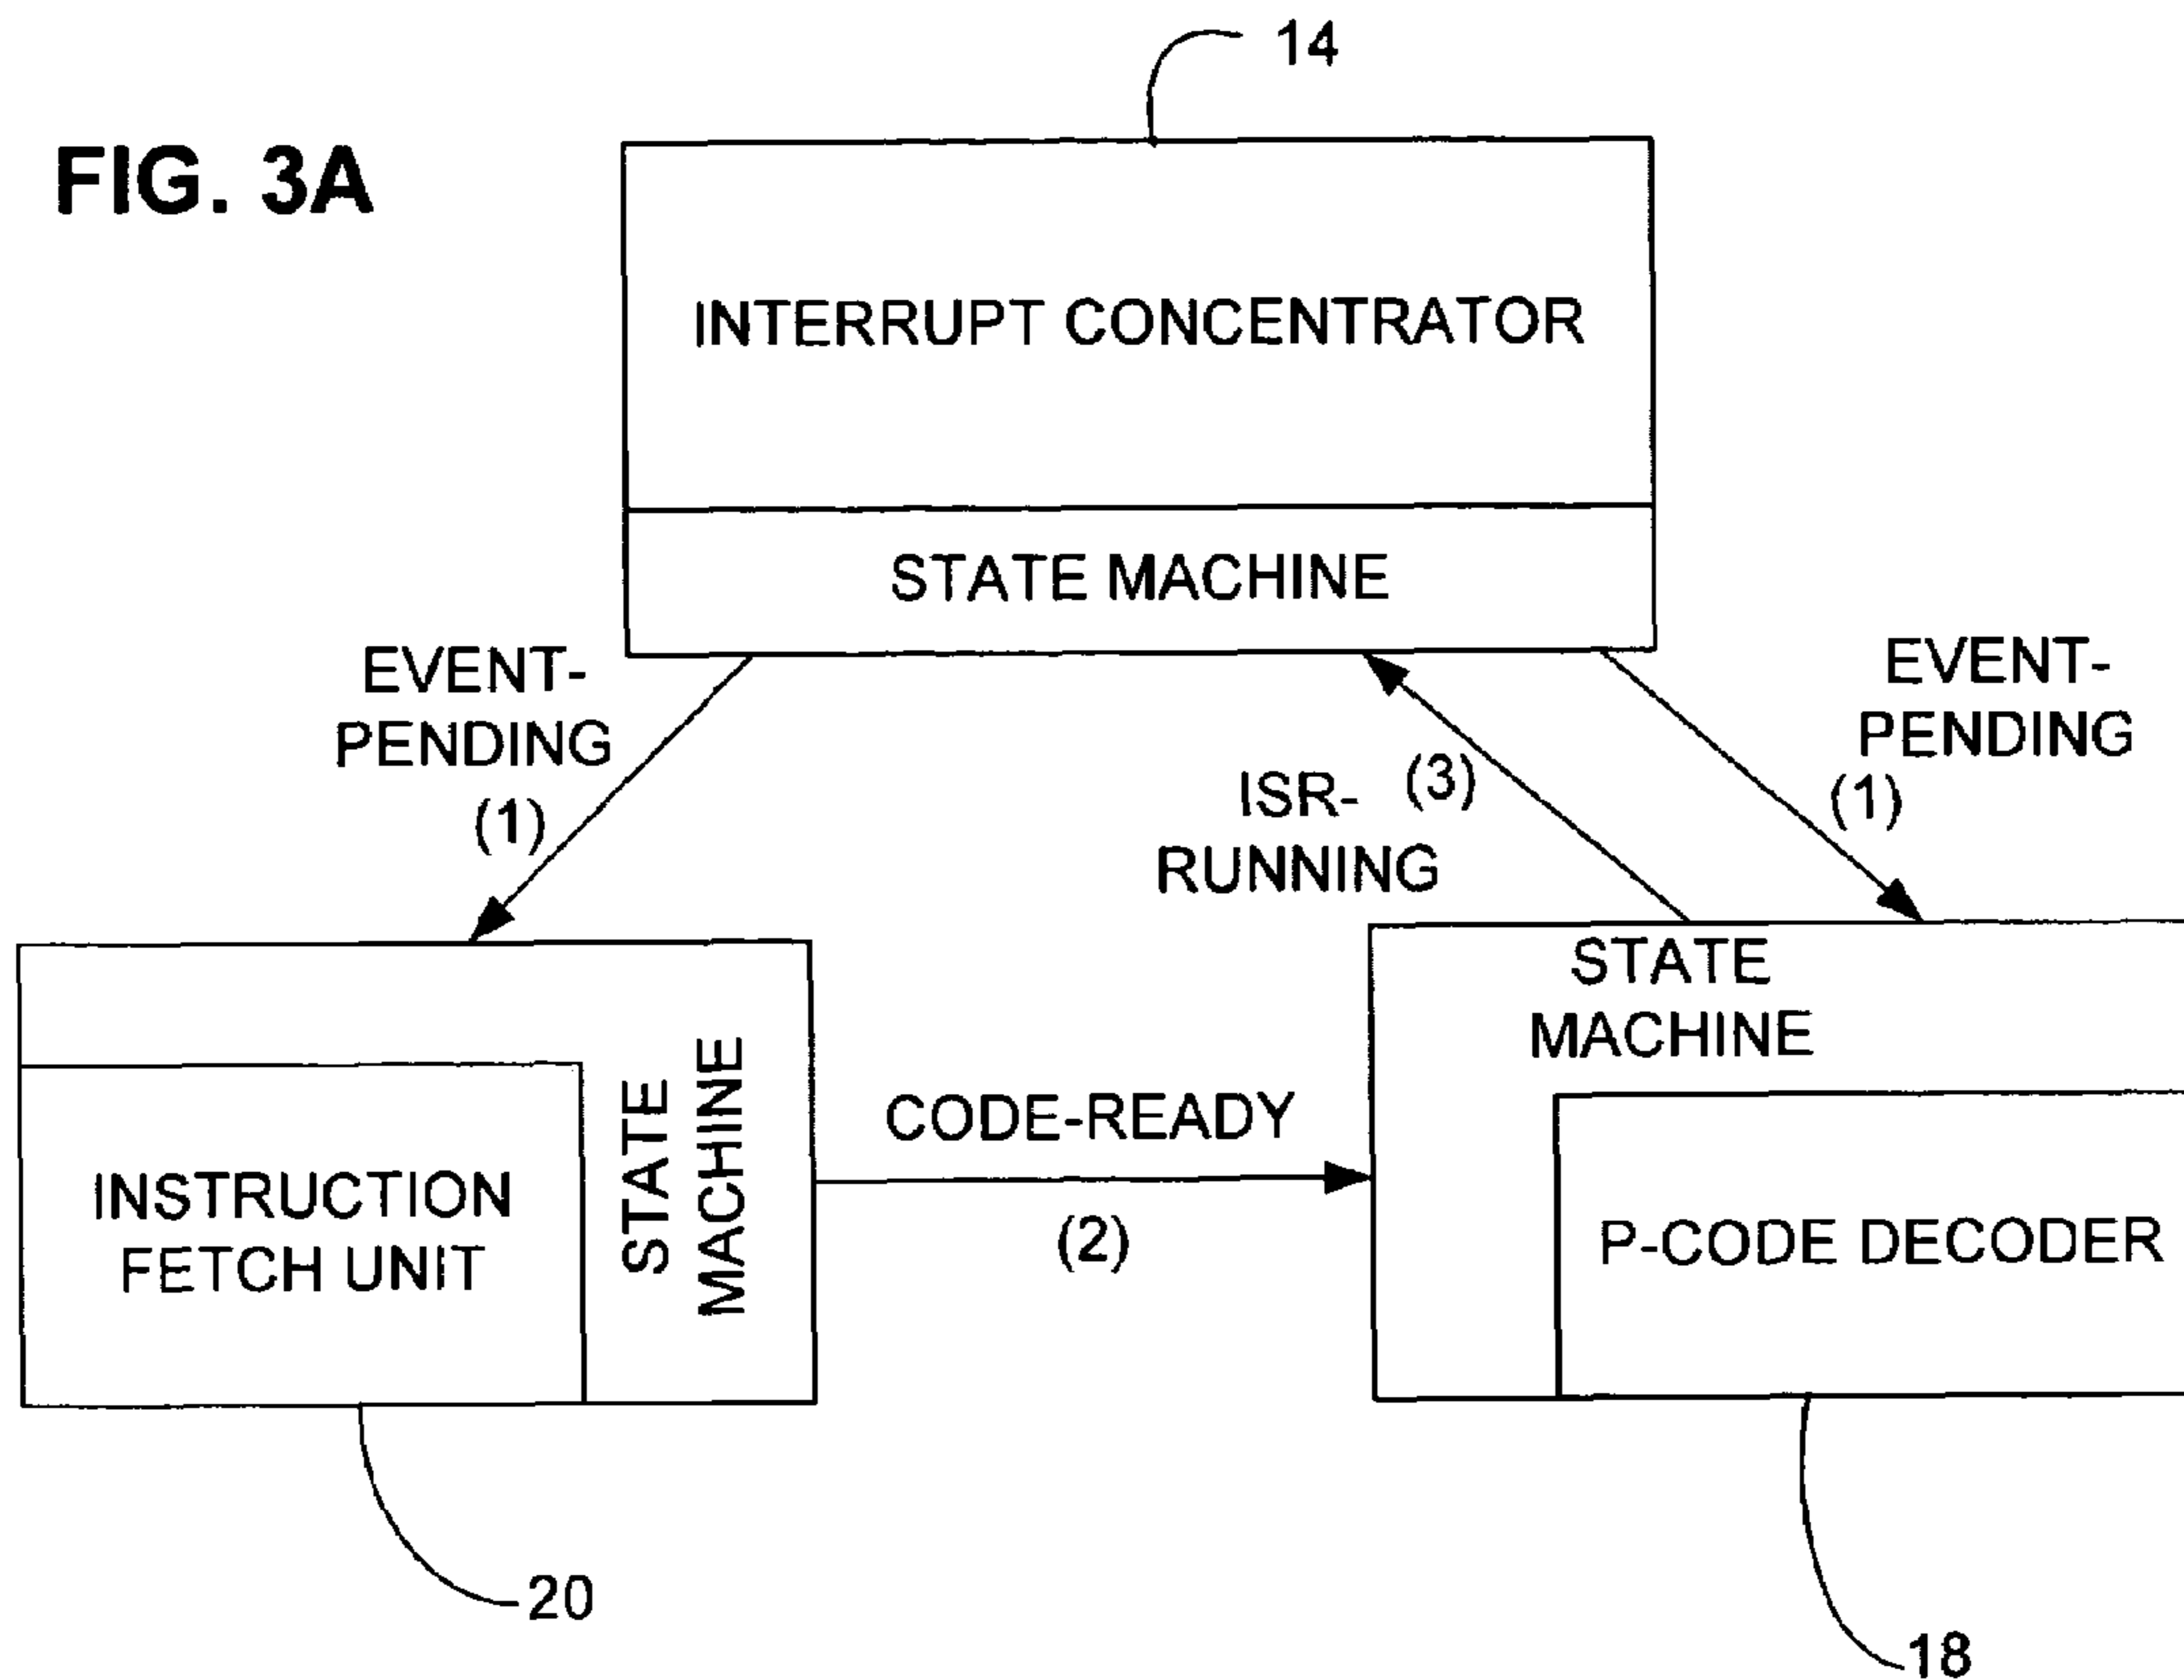 14
FIG. 3A
INTERRUPT CONCENTRATOR
STATE MACHINE
EVENT-
PENDING
(1)
ISR-
RUNNING
(3)
EVENT-
PENDING
(1)
STATE
MACHINE
INSTRUCTION
FETCH UNIT
CODE-READY
(2)
STATE
MACHINE
P-CODE DECODER
20
18